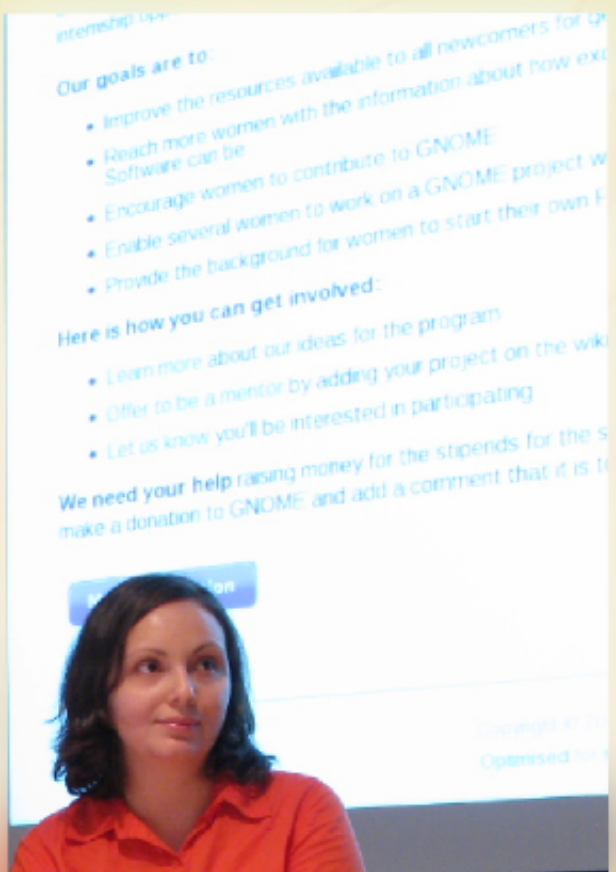 internship
Our goals are to:
• Improve the resources available to all newcomers for
• Reach more women with the information about how
Software can be
• Encourage women to contribute to GNOME
• Enable several women to work on a GNOME project
• Provide the background for women to start their own
Here is how you can get involved:
• Learn more about our ideas for the program
• Offer to be a mentor by adding your project on the wiki
• Let us know you'll be interested in participating
We need your help raising money for the stipends for the
make a donation to GNOME and add a comment that it is
Copyright ©
Optimised for